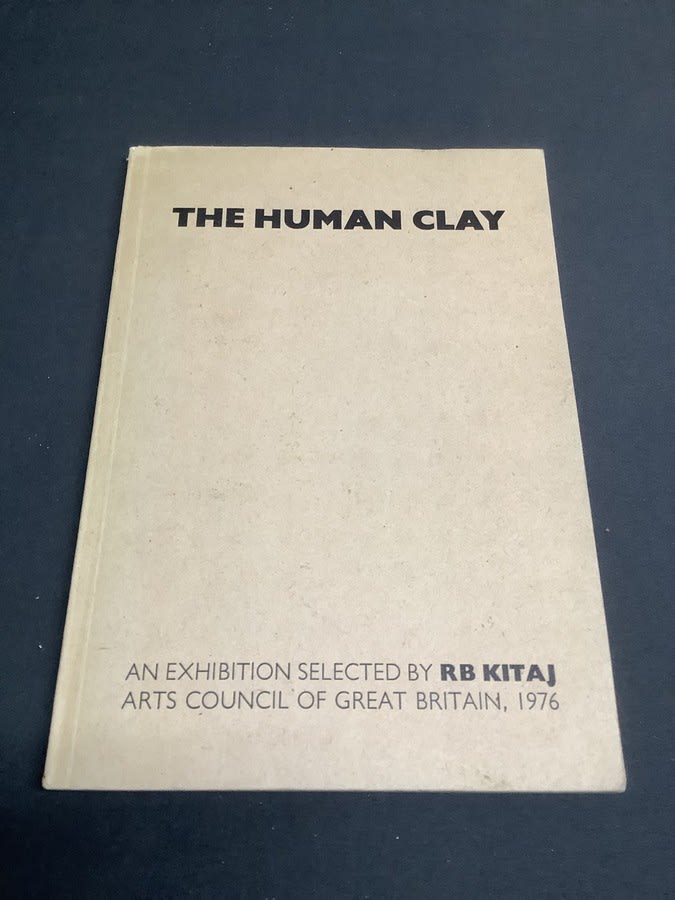 THE HUMAN CLAY
AN EXHIBITION SELECTED BY RB KITAJ
ARTS COUNCIL OF GREAT BRITAIN, 1976